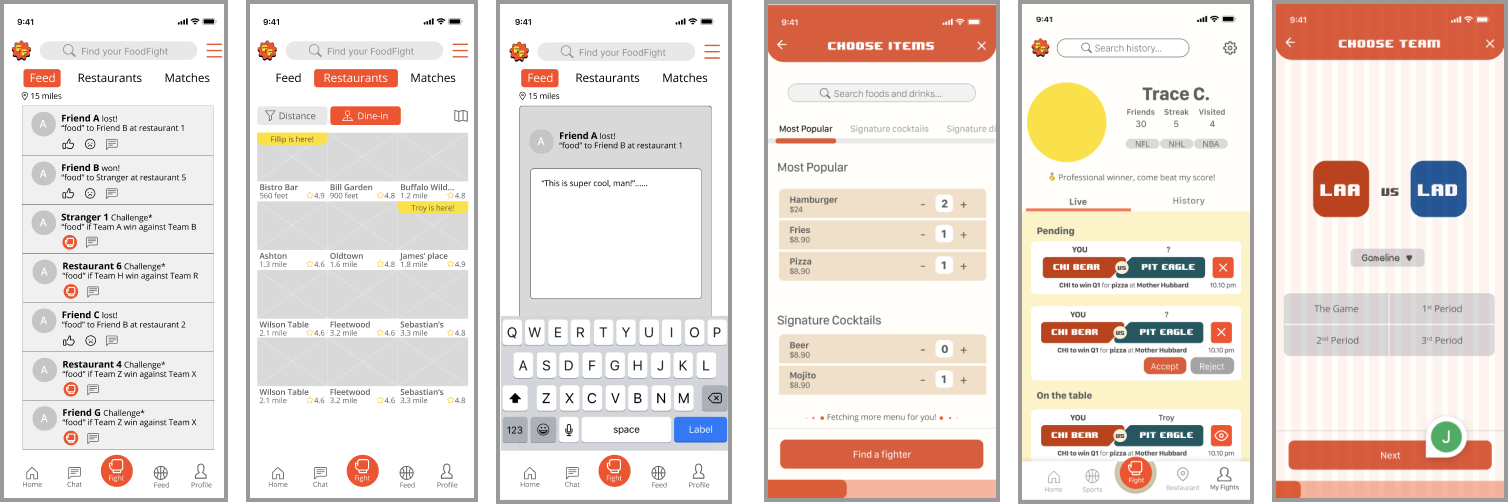 9:41
Find your FoodFight
Feed Restaurants Matches
15 miles
A Friend A lost!
"food" to Friend B at restaurant 1
A Friend B won!
"food" to Stranger at restaurant 5
A Stranger 1 Challenge*
"food" if Team A win against Team B
A Restaurant 6 Challenge*
"food" if Team H win against Team R
A Friend C lost!
"food" to Friend B at restaurant 2
A Restaurant 4 Challenge*
"food" if Team Z win against Team X
A Friend G Challenge*
"food" if Team Z win against Team X
Home Chat Fight Feed Profile
9:41
Find your FoodFight
Feed Restaurants Matches
Distance Dine-in
Fillip is here!
Bistro Bar Bill Garden Buffalo Wild...
560 feet 4.9 900 feet 4.8 1.2 mile 4.8
Troy is here!
Ashton Oldtown James' place
1.3 mile 4.6 1.6 mile 4.8 1.8 mile 4.9
Wilson Table Fleetwood Sebastian's
2.1 mile 4.6 3.2 mile 4.6 3.3 mile 4.8
Wilson Table Fleetwood Sebastian's
2.1 mile 4.6 3.2 mile 4.6 3.3 mile 4.8
Home Chat Fight Feed Profile
9:41
Find your FoodFight
Feed Restaurants Matches
15 miles
A Friend A lost!
"food" to Friend B at restaurant 1
"This is super cool, man!"......
Q W E R T Y U I O P
A S D F G H J K L
Z X C V B N M
123 space Label
Home Chat Fight Feed Profile
9:41
CHOOSE ITEMS
Search foods and drinks...
Most Popular Signature cocktails Signature di
Most Popular
Hamburger
$24
- 2 +
Fries
$8.90
- 1 +
Pizza
$8.90
- 1 +
Signature Cocktails
Beer
$8.90
- 0 +
Mojito
$8.90
- 1 +
Fetching more menu for you!
Find a fighter
9:41
Search history...
Trace C.
Friends Streak Visited
30 5 4
NFL NHL NBA
Professional winner, come beat my score!
Live History
Pending
YOU ?
CHI BEAR US PIT EAGLE
CHI to win Q1 for pizza at Mother Hubbard 10.10 pm
YOU ?
CHI BEAR US PIT EAGLE
CHI to win Q1 for pizza at Mother Hubbard 10.10 pm
Accept Reject
On the table
YOU Troy
CHI BEAR US PIT EAGLE
CHI to win Q1 for pizza at Mother Hubbard 10.10 pm
Home Sports Fight Restaurant My Fights
9:41
CHOOSE TEAM
LAA US LAD
Gameline
The Game 1st Period
2nd Period 3rd Period
J
Next